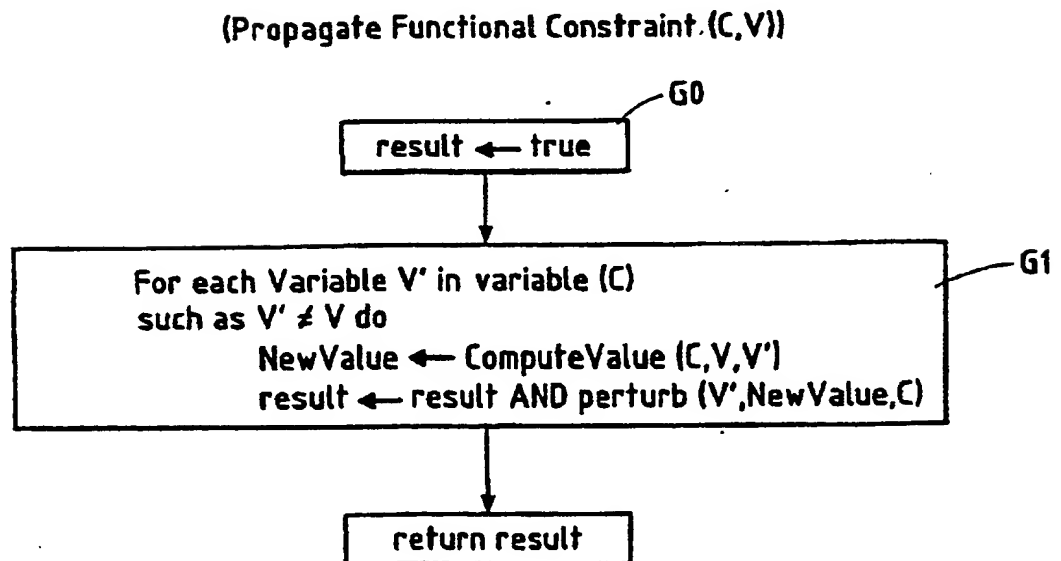 (Propagate Functional Constraint.(C,V))
G0
result ← true
G1
For each Variable V' in variable (C)
such as V' ≠ V do
NewValue ← ComputeValue (C,V,V')
result ← result AND perturb (V',NewValue,C)
return result